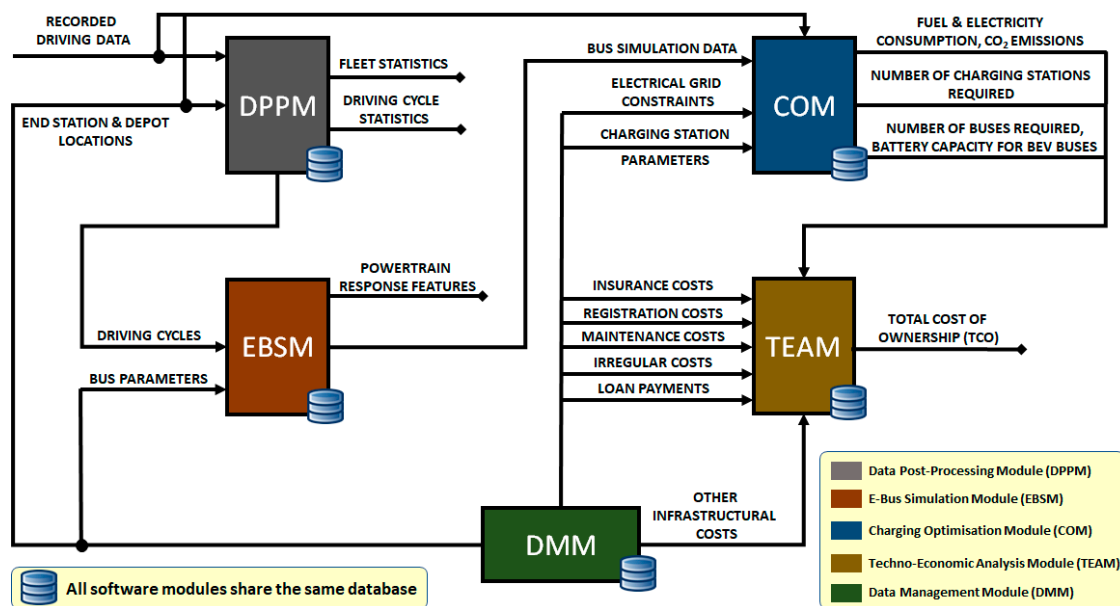 RECORDED
DRIVING DATA
END STATION & DEPOT
LOCATIONS
DPPM
FLEET STATISTICS
DRIVING CYCLE
STATISTICS
BUS SIMULATION DATA
ELECTRICAL GRID
CONSTRAINTS
CHARGING STATION
PARAMETERS
COM
FUEL & ELECTRICITY
CONSUMPTION, CO₂ EMISSIONS
NUMBER OF CHARGING STATIONS
REQUIRED
NUMBER OF BUSES REQUIRED,
BATTERY CAPACITY FOR BEV BUSES
POWERTRAIN
RESPONSE FEATURES
DRIVING CYCLES
BUS PARAMETERS
EBSM
INSURANCE COSTS
REGISTRATION COSTS
MAINTENANCE COSTS
IRREGULAR COSTS
LOAN PAYMENTS
TEAM
TOTAL COST OF
OWNERSHIP (TCO)
DMM
OTHER
INFRASTRUCTURAL
COSTS
All software modules share the same database
Data Post-Processing Module (DPPM)
E-Bus Simulation Module (EBSM)
Charging Optimisation Module (COM)
Techno-Economic Analysis Module (TEAM)
Data Management Module (DMM)